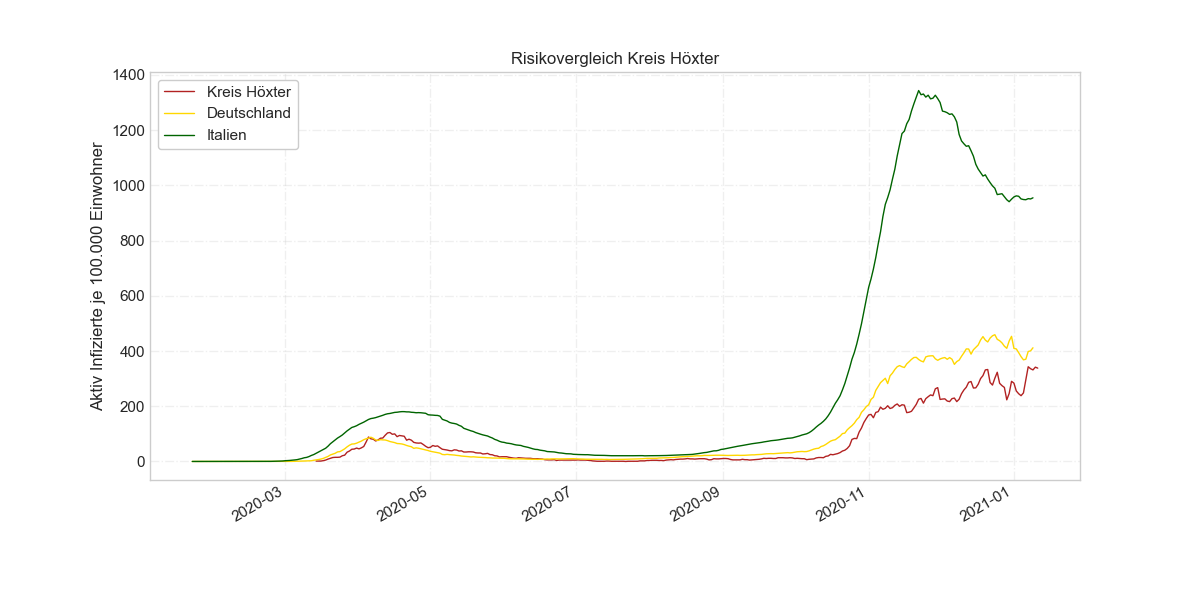 Risikovergleich Kreis Höxter
Kreis Höxter
Deutschland
Italien
Aktiv Infizierte je 100.000 Einwohner
1400
1200
1000
800
600
400
200
0
2020-03
2020-05
2020-07
2020-09
2020-11
2021-01